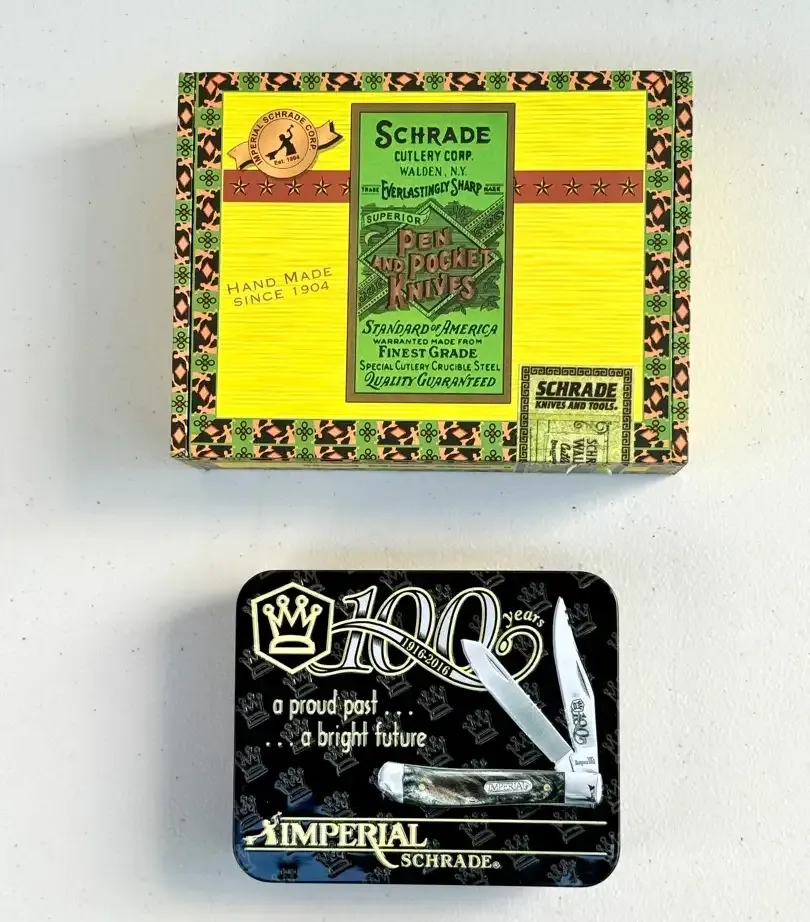 IMPERIAL SCHRADE CORP.
Est. 1904
HAND MADE
SINCE 1904
SCHRADE
CUTLERY CORP.
WALDEN, N.Y.
TRADE EVERLASTINGLY SHARP MARK
SUPERIOR
PEN
AND POCKET
KNIVES
STANDARD OF AMERICA
WARRANTED MADE FROM
FINEST GRADE
SPECIAL CUTLERY CRUCIBLE STEEL
QUALITY GUARANTEED
SCHRADE
KNIVES AND TOOLS.
100 years
1916-2016
a proud past . . .
. . . a bright future
100
Imperial
IMPERIAL
IMPERIAL
SCHRADE®